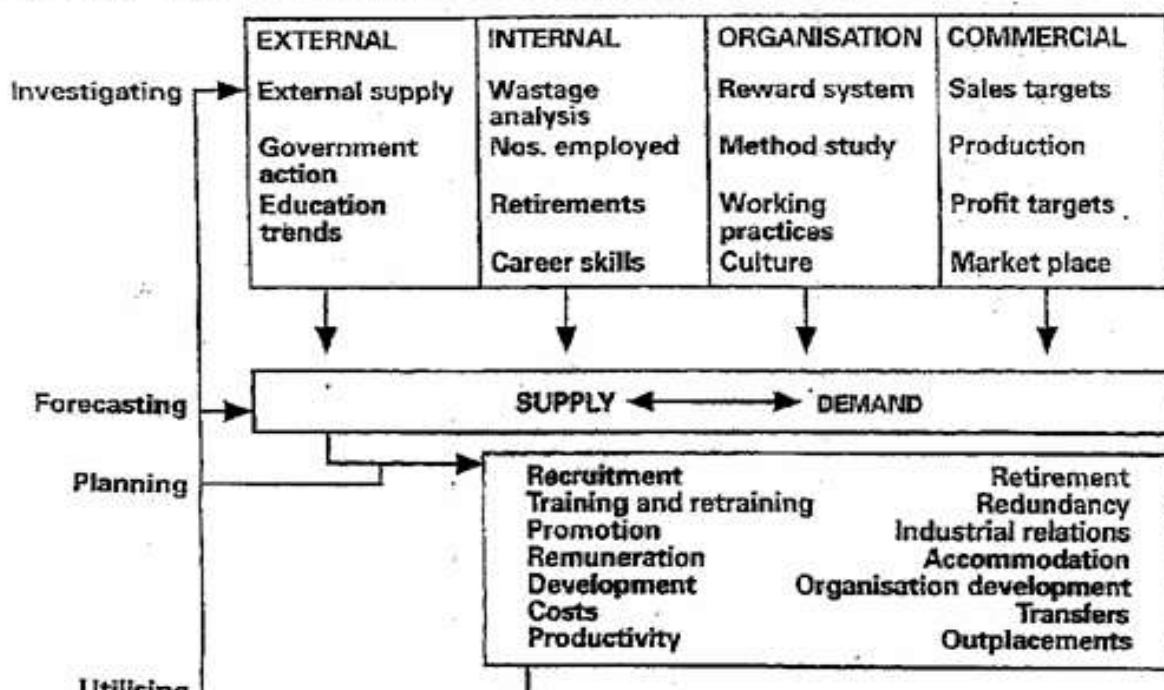 EXTERNAL INTERNAL ORGANISATION COMMERCIAL
Investigating External supply Wastage analysis Reward system Sales targets
Government action Nos. employed Method study Production
Education trends Retirements Working practices Profit targets
Career skills Culture Market place
Forecasting SUPPLY DEMAND
Planning
Recruitment Retirement
Training and retraining Redundancy
Promotion Industrial relations
Remuneration Accommodation
Development Organisation development
Costs Transfers
Productivity Outplacements
Utilising